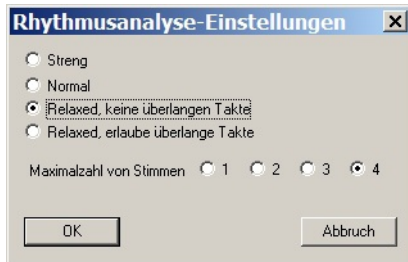 Rhythmusanalyse-Einstellungen
Streng
Normal
Relaxed, keine überlangen Takte
Relaxed, erlaube überlange Takte
Maximalzahl von Stimmen 1 2 3 4
OK Abbruch